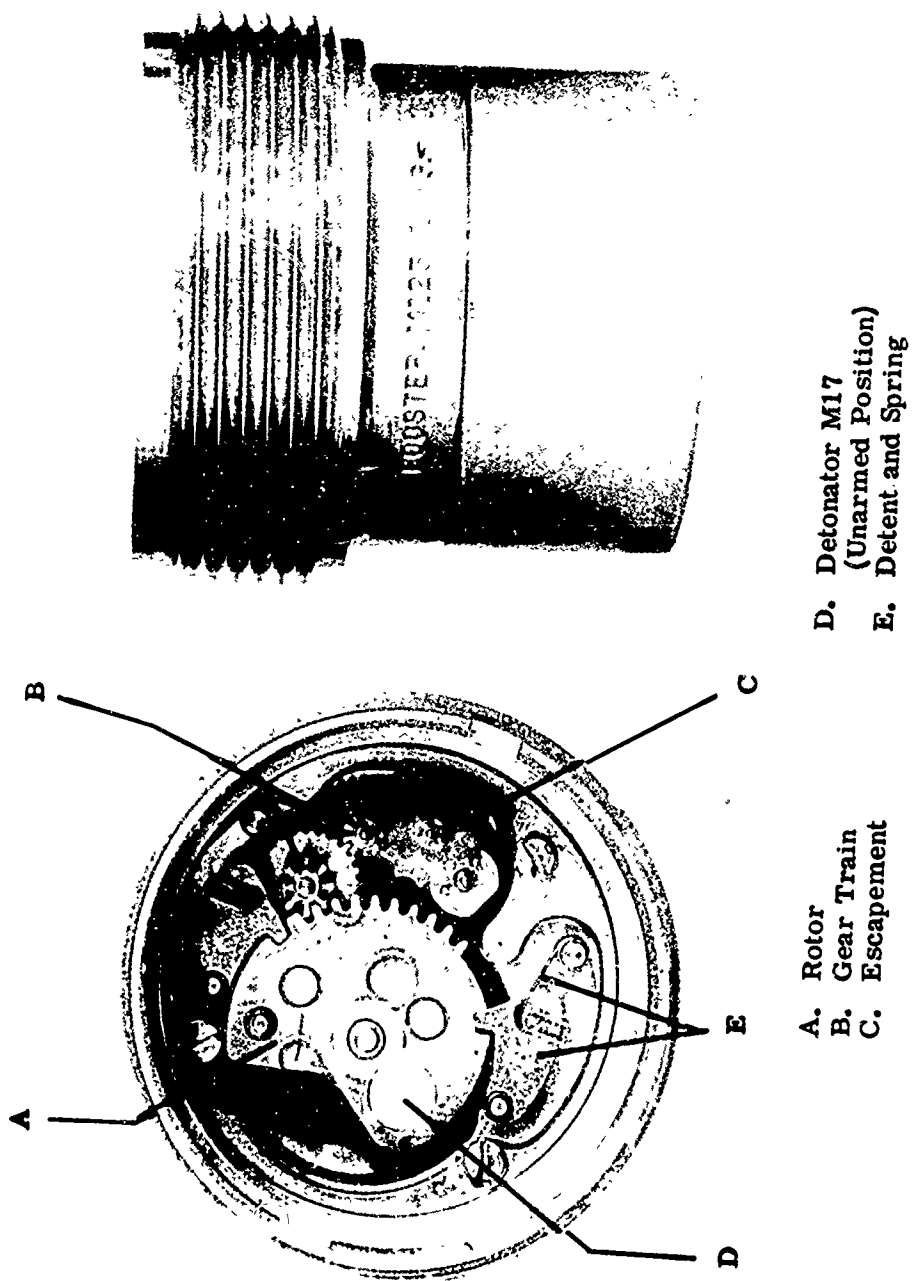 B
A
C
E
D
A. Rotor
B. Gear Train
C. Escapement
D. Detonator M17
(Unarmed Position)
E. Detent and Spring